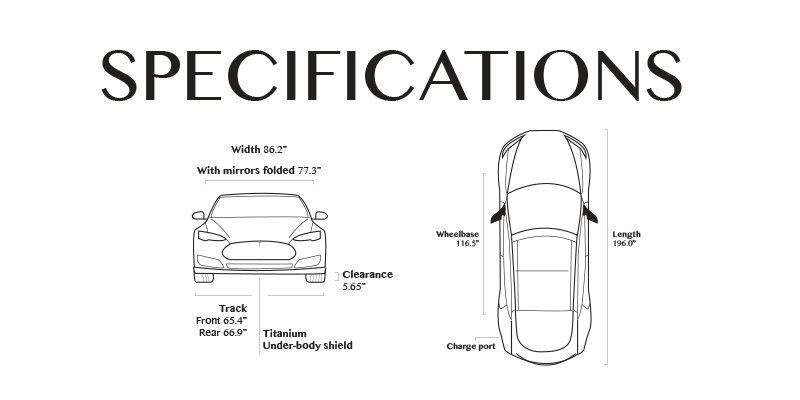 SPECIFICATIONS
Width 86.2"
With mirrors folded 77.3"
Clearance
5.65"
Track
Front 65.4"
Rear 66.9"
Titanium
Under-body shield
Wheelbase
116.5"
Length
196.0"
Charge port